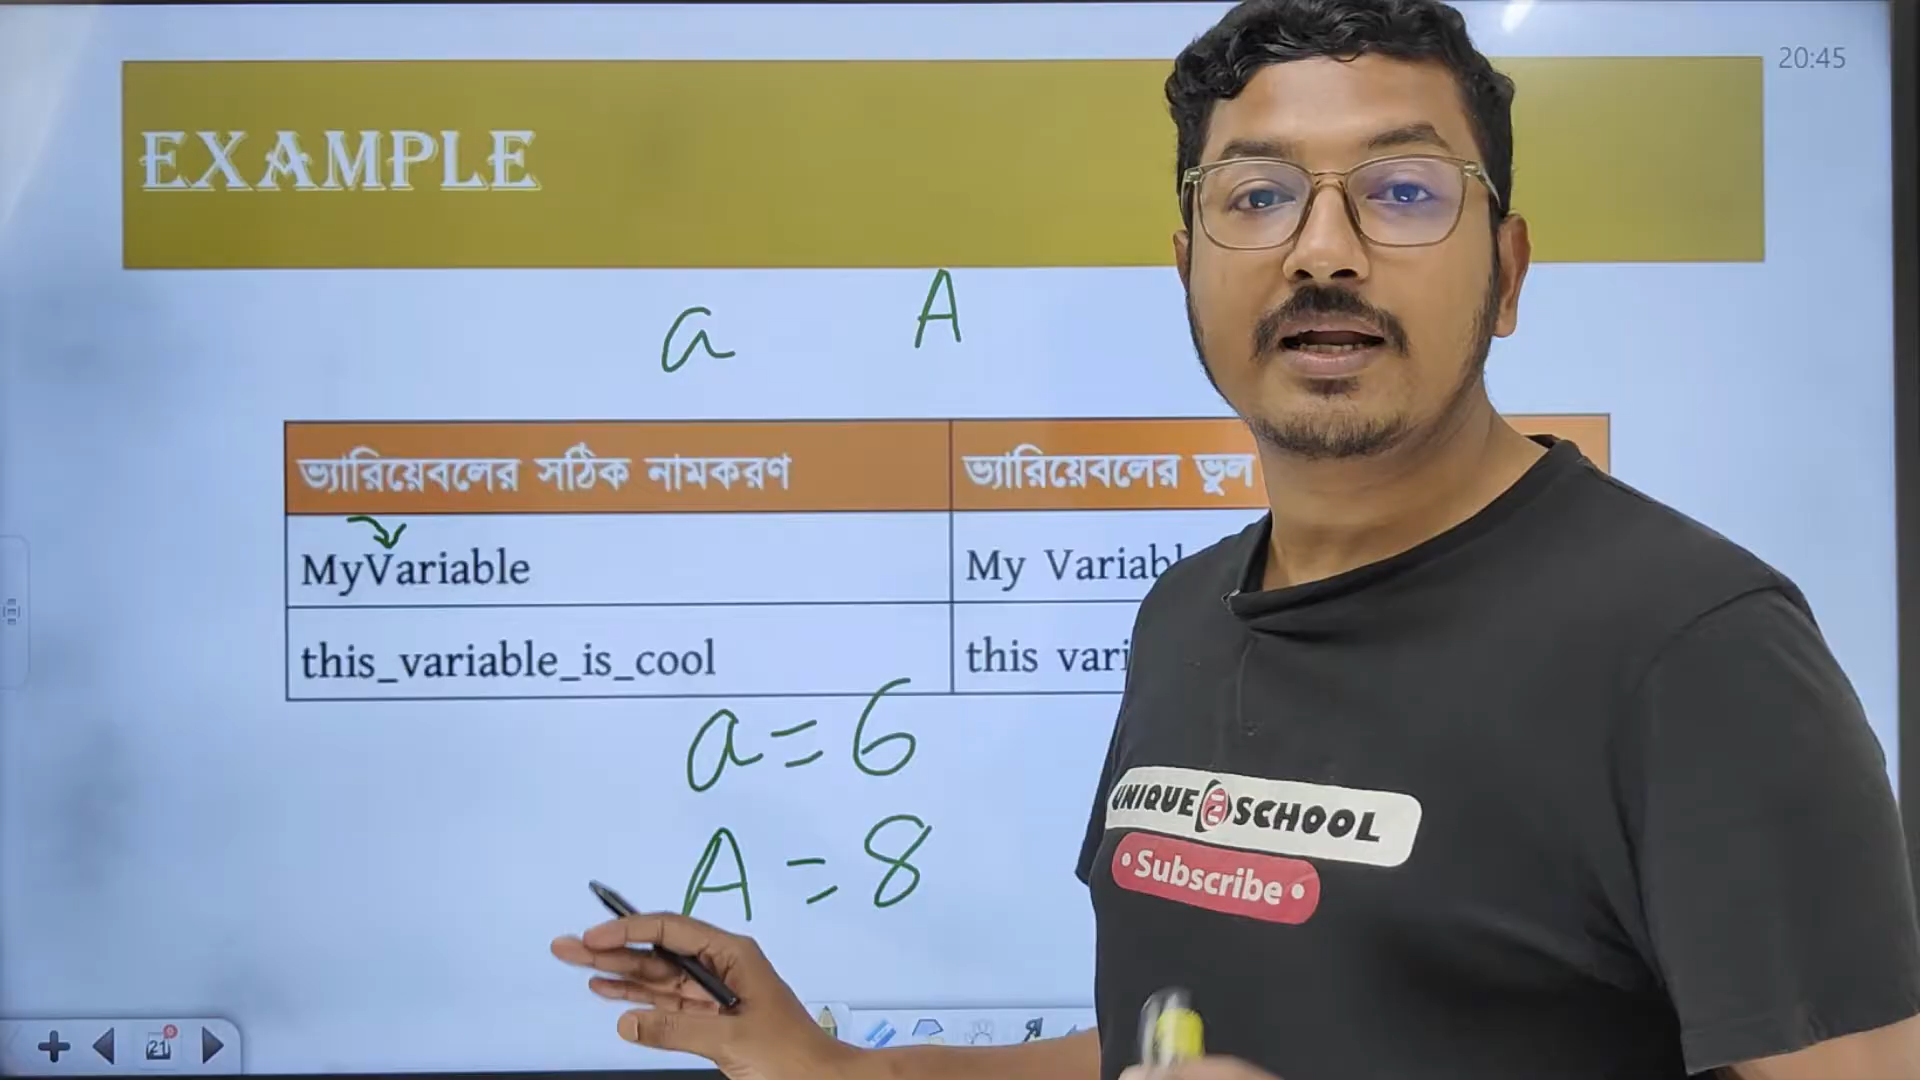 20:45
EXAMPLE
a A
ভ্যারিয়েবলের সঠিক নামকরণ
ভ্যারিয়েবলের ভুল
MyVariable
My Variabl
this_variable_is_cool
this vari
a=6
A=8
UNIQUE SCHOOL
• Subscribe •
21